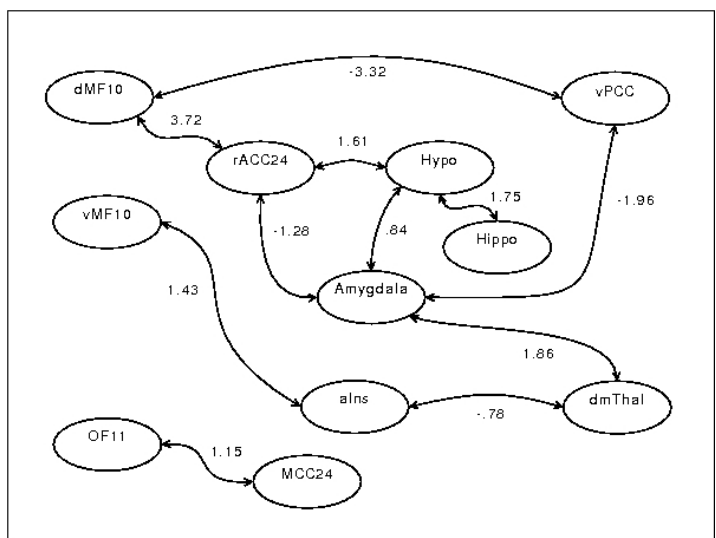 -3.32
dMF10
vPCC
3.72
1.61
rACC24
Hypo
1.75
-1.96
vMF10
-1.28
.84
Hippo
Amygdala
1.43
1.86
aIns
dmThal
-.78
OF11
1.15
MCC24